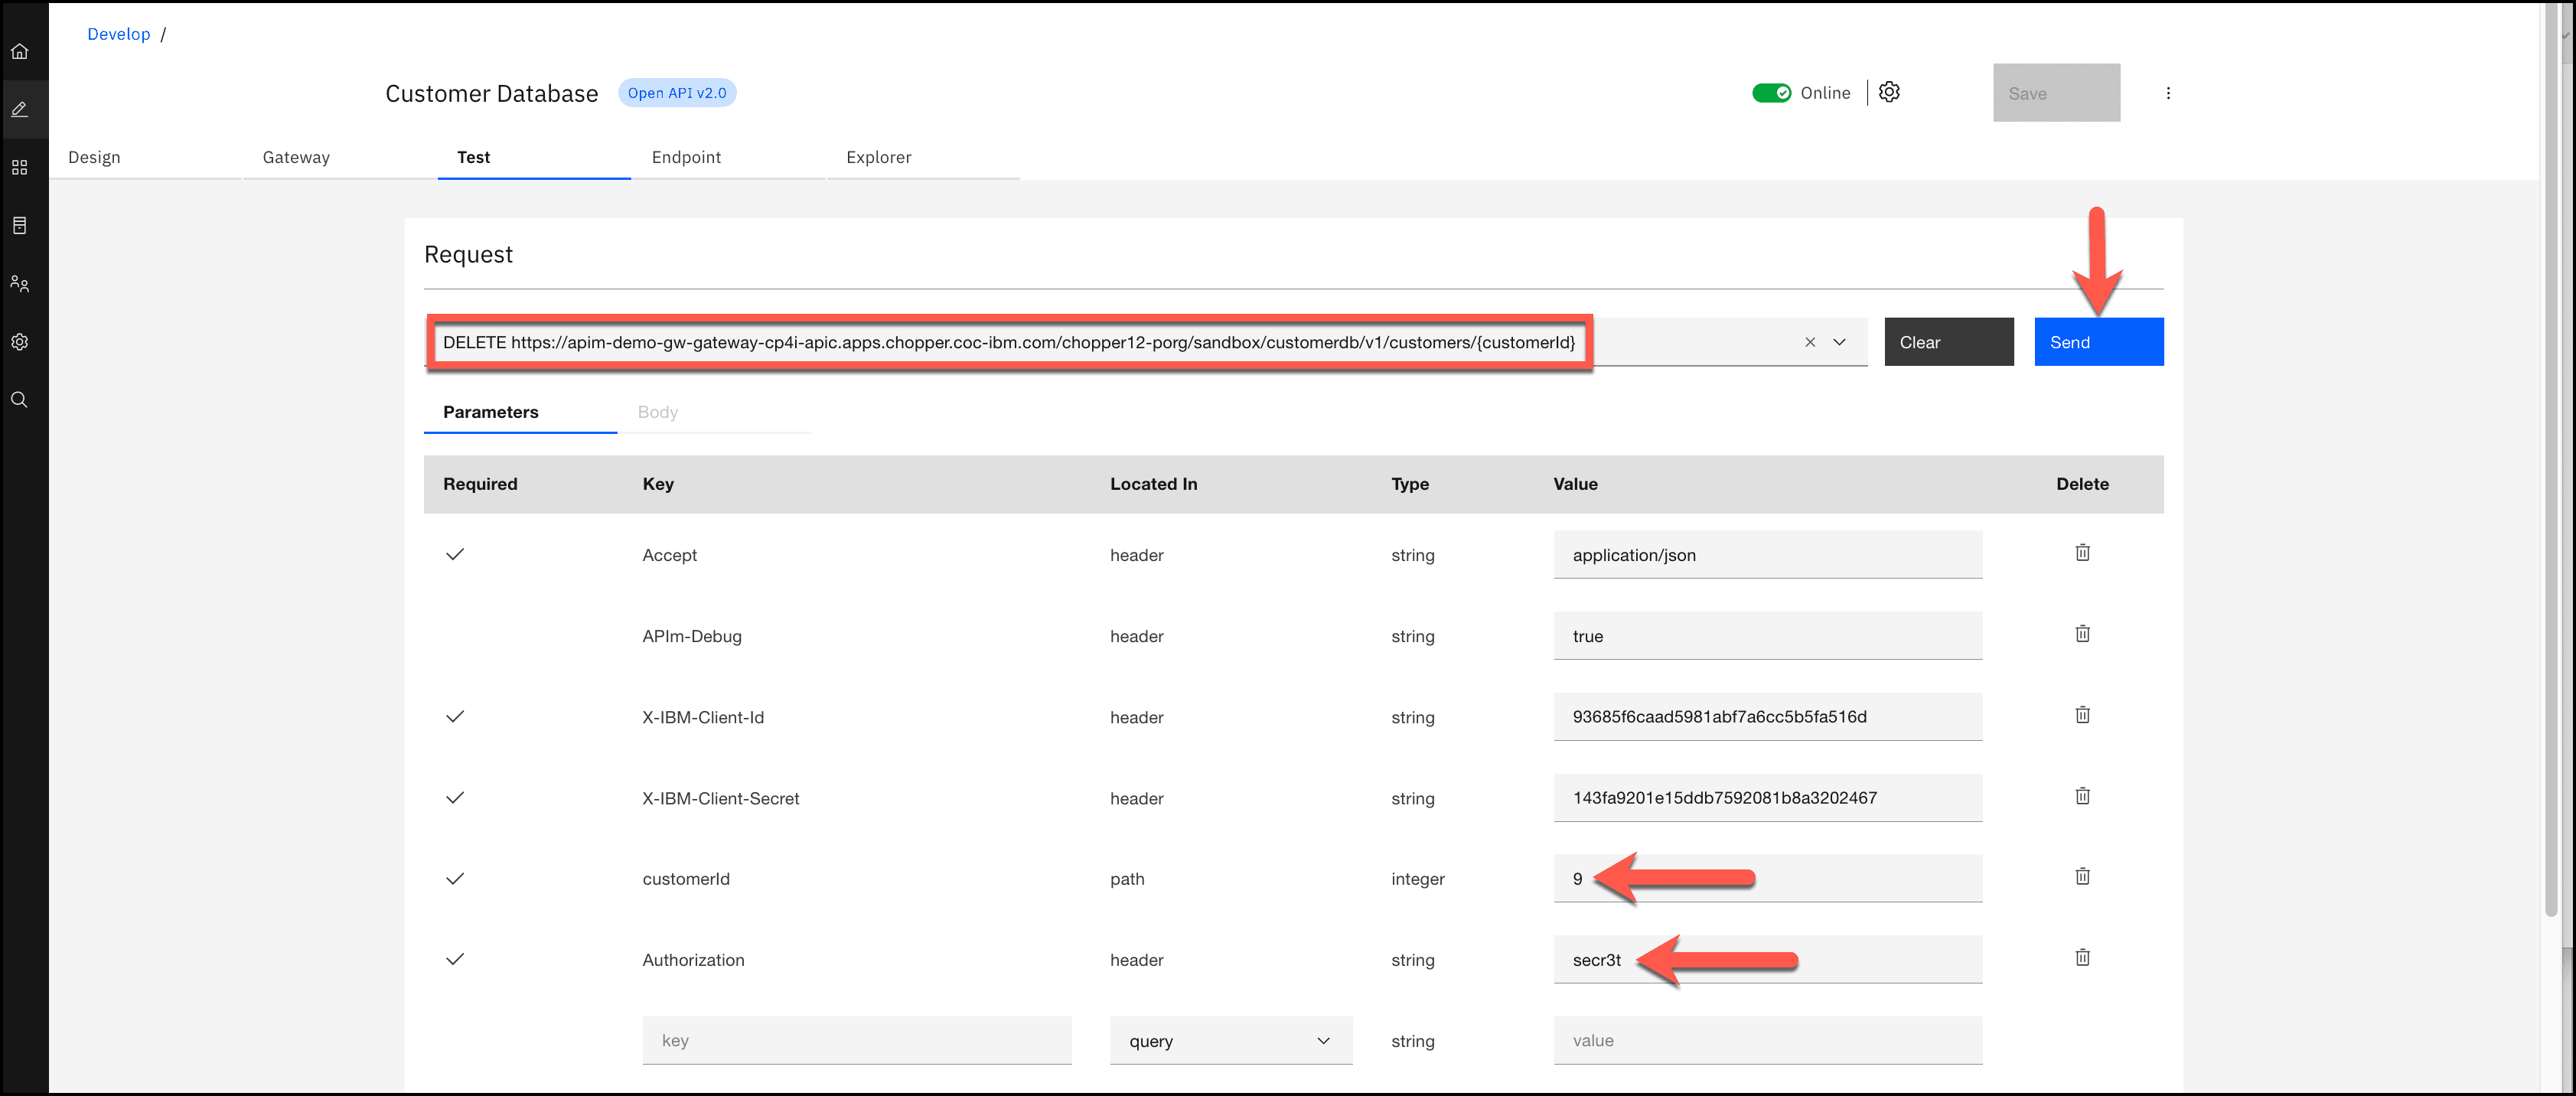 Develop /
Customer Database Open API v2.0 Online Save
Design Gateway Test Endpoint Explorer
Request
DELETE https://apim-demo-gw-gateway-cp4i-apic.apps.chopper.coc-ibm.com/chopper12-porg/sandbox/customerdb/v1/customers/{customerId} Clear Send
Parameters Body
Required Key Located In Type Value Delete
Accept header string application/json
APIm-Debug header string true
X-IBM-Client-Id header string 93685f6caad5981abf7a6cc5b5fa516d
X-IBM-Client-Secret header string 143fa9201e15ddb7592081b8a3202467
customerId path integer 9
Authorization header string secr3t
key query string value